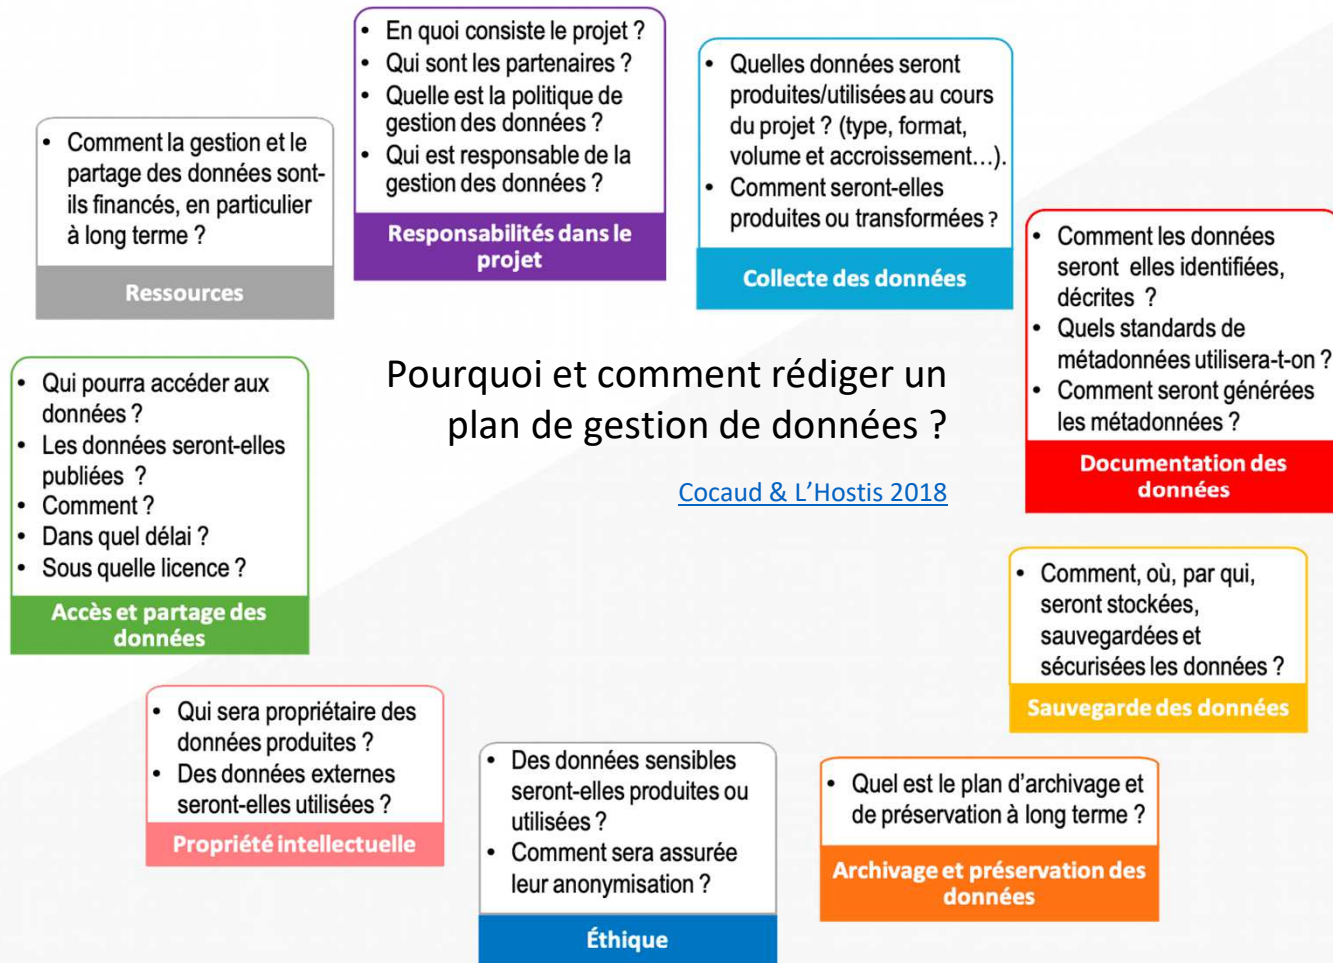 • En quoi consiste le projet ?
• Qui sont les partenaires ?
• Quelle est la politique de
gestion des données ?
• Qui est responsable de la
gestion des données ?
Responsabilités dans le
projet
• Quelles données seront
produites/utilisées au cours
du projet ? (type, format,
volume et accroissement…).
• Comment seront-elles
produites ou transformées ?
Collecte des données
• Comment les données
seront elles identifiées,
décrites ?
• Quels standards de
métadonnées utilisera-t-on ?
• Comment seront générées
les métadonnées ?
Documentation des
données
• Comment, où, par qui,
seront stockées,
sauvegardées et
sécurisées les données ?
Sauvegarde des données
• Quel est le plan d’archivage et
de préservation à long terme ?
Archivage et préservation des
données
• Des données sensibles
seront-elles produites ou
utilisées ?
• Comment sera assurée
leur anonymisation ?
Éthique
• Qui sera propriétaire des
données produites ?
• Des données externes
seront-elles utilisées ?
Propriété intellectuelle
• Qui pourra accéder aux
données ?
• Les données seront-elles
publiées ?
• Comment ?
• Dans quel délai ?
• Sous quelle licence ?
Accès et partage des
données
• Comment la gestion et le
partage des données sont-
ils financés, en particulier
à long terme ?
Ressources
Pourquoi et comment rédiger un
plan de gestion de données ?
Cocaud & L’Hostis 2018